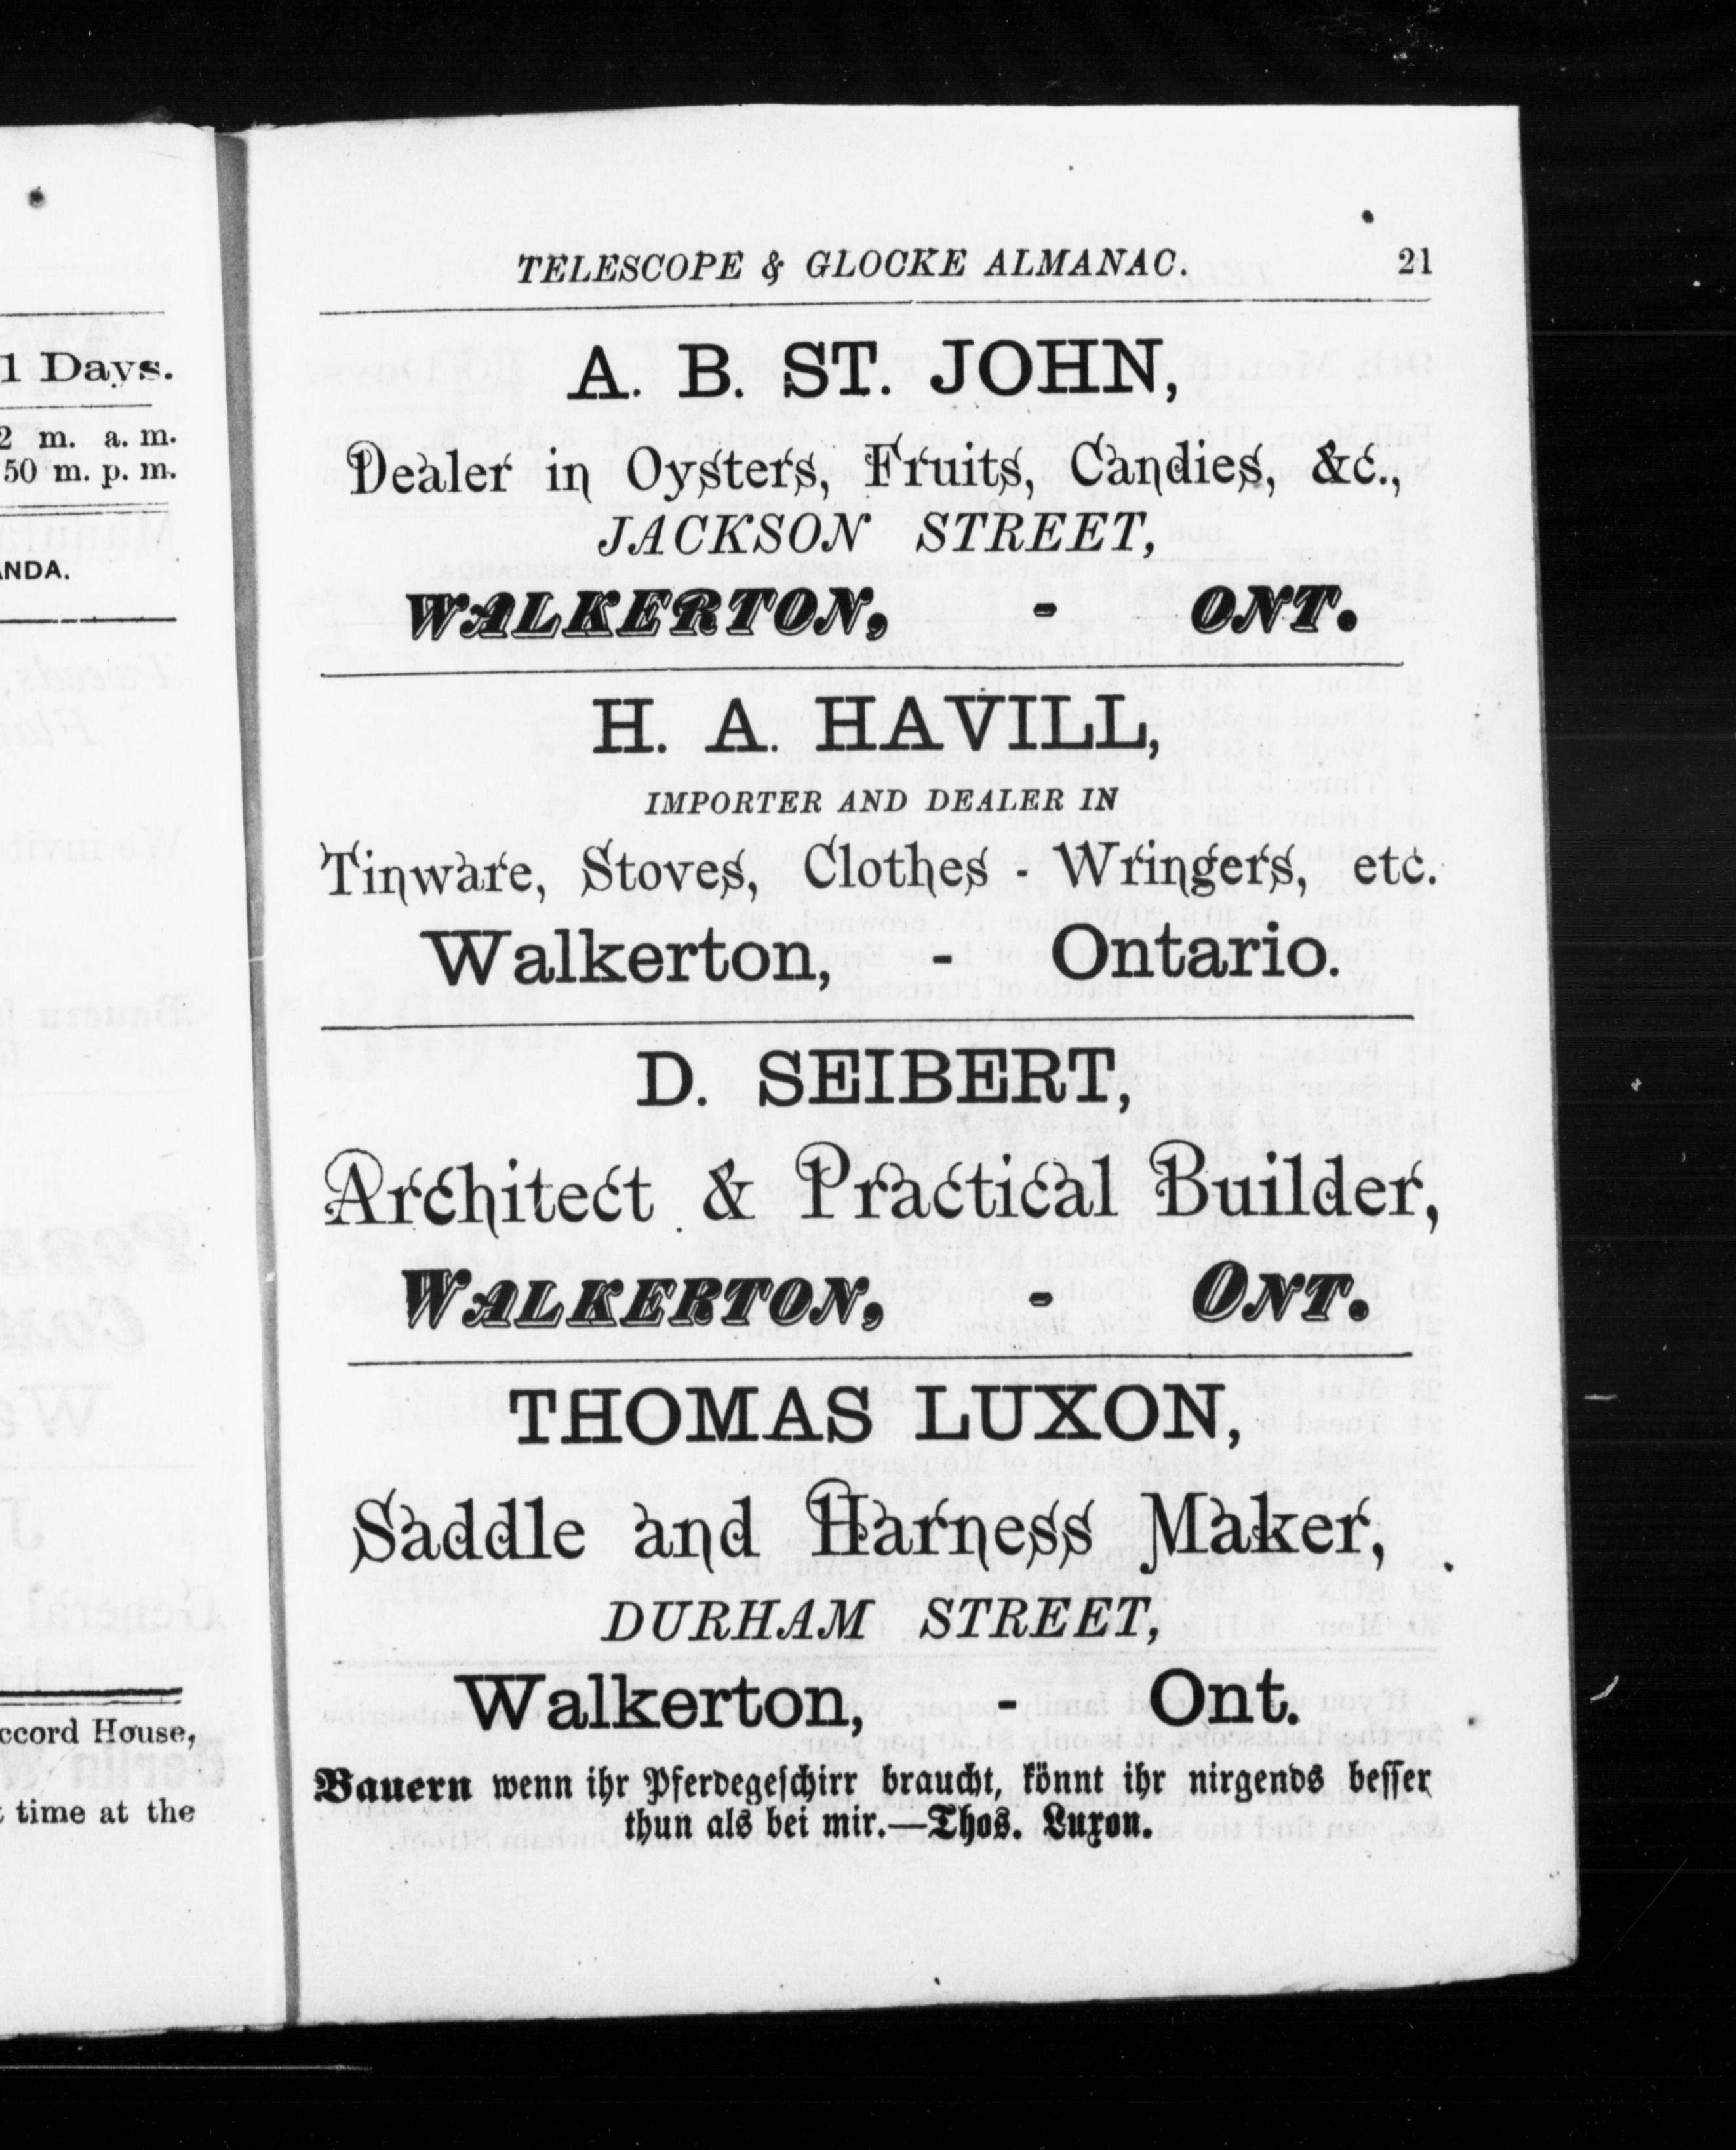 1 Days.
2 m. a. m.
50 m. p. m.
ANDA.
ccord House,
time at the
TELESCOPE & GLOCKE ALMANAC. 21
A. B. ST. JOHN,
Dealer in Oysters, Fruits, Candies, &c.,
JACKSON STREET,
WALKERTON, - ONT.
H. A. HAVILL,
IMPORTER AND DEALER IN
Tinware, Stoves, Clothes - Wringers, etc.
Walkerton, - Ontario.
D. SEIBERT,
Architect & Practical Builder,
WALKERTON, - ONT.
THOMAS LUXON,
Saddle and Harness Maker,
DURHAM STREET,
Walkerton, - Ont.
Bauern wenn ihr Pferdegeschirr braucht, könnt ihr nirgends besser
thun als bei mir.—Thos. Luxon.